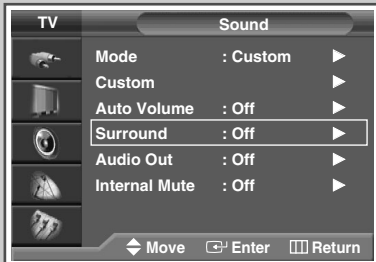 TV Sound
Mode : Custom
Custom
Auto Volume : Off
Surround : Off
Audio Out : Off
Internal Mute : Off
Move Enter Return